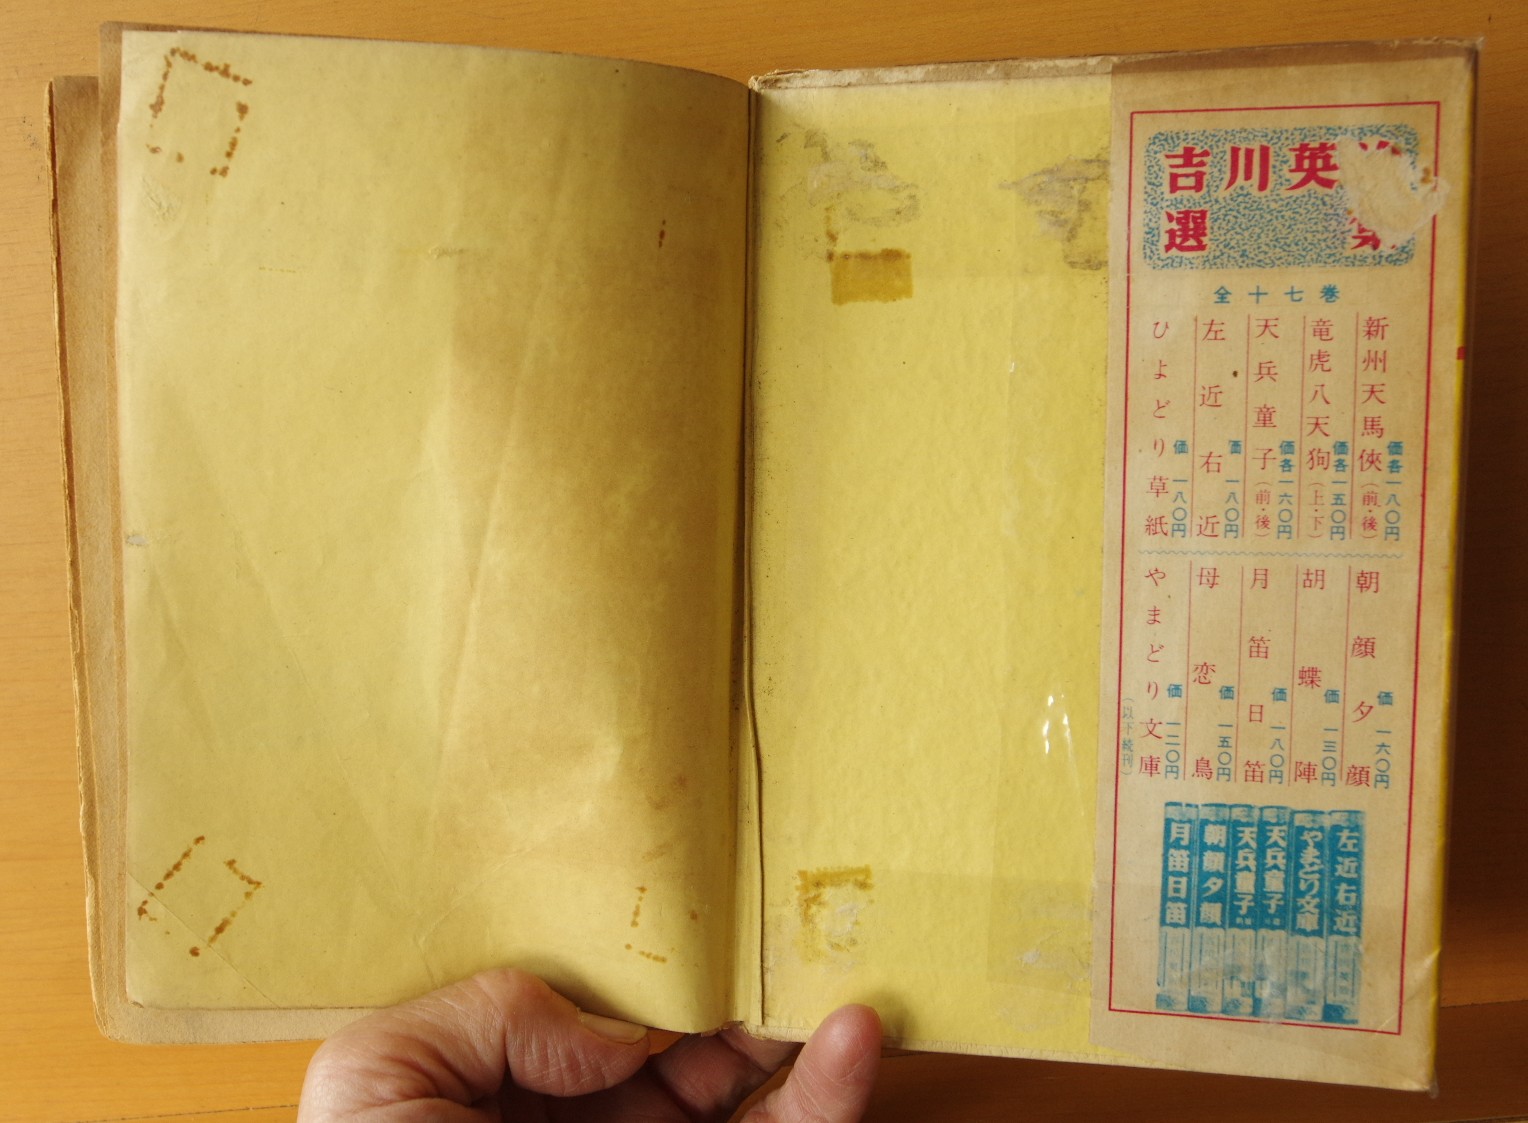 吉川英
選
全十七巻
新州天馬俠(前・後)
価各一八〇円
竜虎八天狗(上・下)
価各一五〇円
天兵童子(前・後)
価各一六〇円
左近右近
価 一八〇円
ひよどり草紙
価 一八〇円
朝顔夕顔
価 一六〇円
胡蝶陣
価 一三〇円
月笛日笛
価 一八〇円
母恋鳥
価 一五〇円
やまどり文庫
価 一二〇円
(以下続刊)
左近右近
やまどり文庫
天兵童子
天兵童子
朝顔夕顔
月笛日笛